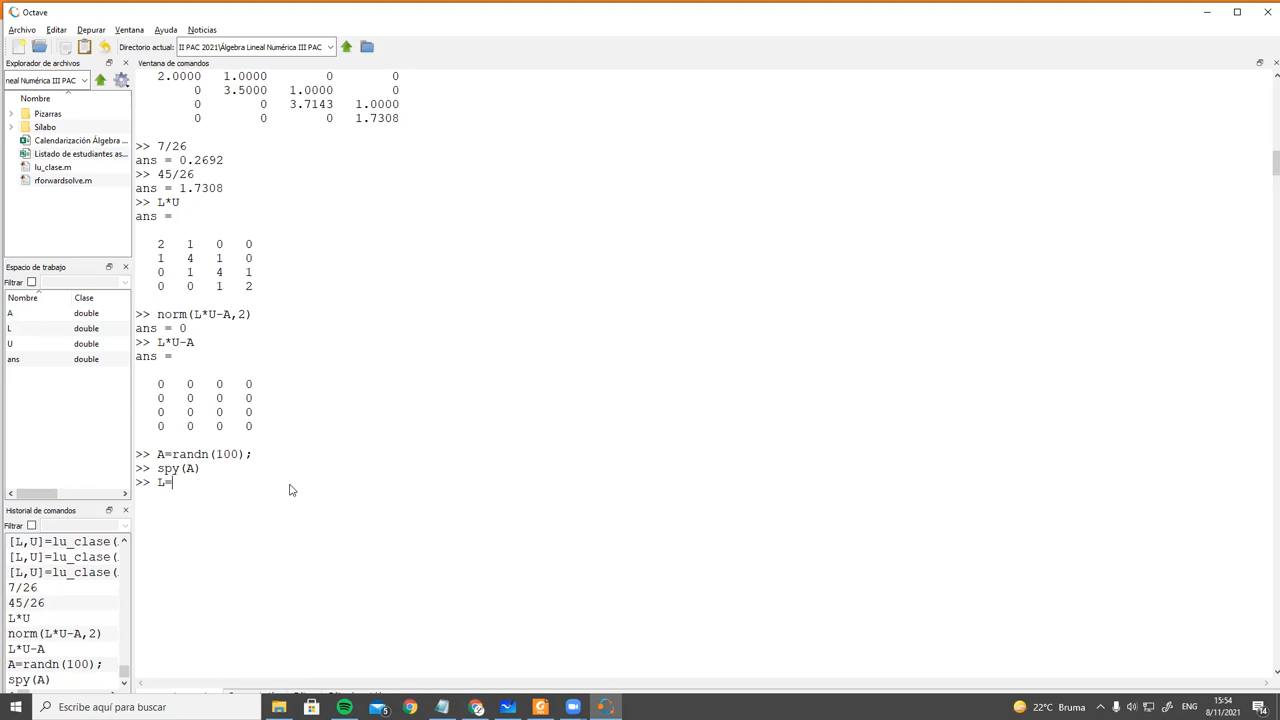 Octave
Archivo Editar Depurar Ventana Ayuda Noticias
Directorio actual: II PAC 2021\Álgebra Lineal Numérica III PAC
Explorador de archivos
neal Numérica III PAC
Nombre
Pizarras
Sílabo
Calendarización Álgebra ...
Listado de estudiantes as...
lu_clase.m
rforwardsolve.m
Espacio de trabajo
Filtrar
Nombre Clase
A double
L double
U double
ans double
Historial de comandos
Filtrar
[L,U]=lu_clase(
[L,U]=lu_clase(
[L,U]=lu_clase(
7/26
45/26
L*U
norm(L*U-A,2)
L*U-A
A=randn(100);
spy(A)
Ventana de comandos
2.0000 1.0000 0 0
0 3.5000 1.0000 0
0 0 3.7143 1.0000
0 0 0 1.7308
>> 7/26
ans = 0.2692
>> 45/26
ans = 1.7308
>> L*U
ans =
2 1 0 0
1 4 1 0
0 1 4 1
0 0 1 2
>> norm(L*U-A,2)
ans = 0
>> L*U-A
ans =
0 0 0 0
0 0 0 0
0 0 0 0
0 0 0 0
>> A=randn(100);
>> spy(A)
>> L=
Escribe aquí para buscar
5
22°C Bruma
ENG
15:54
8/11/2021
14